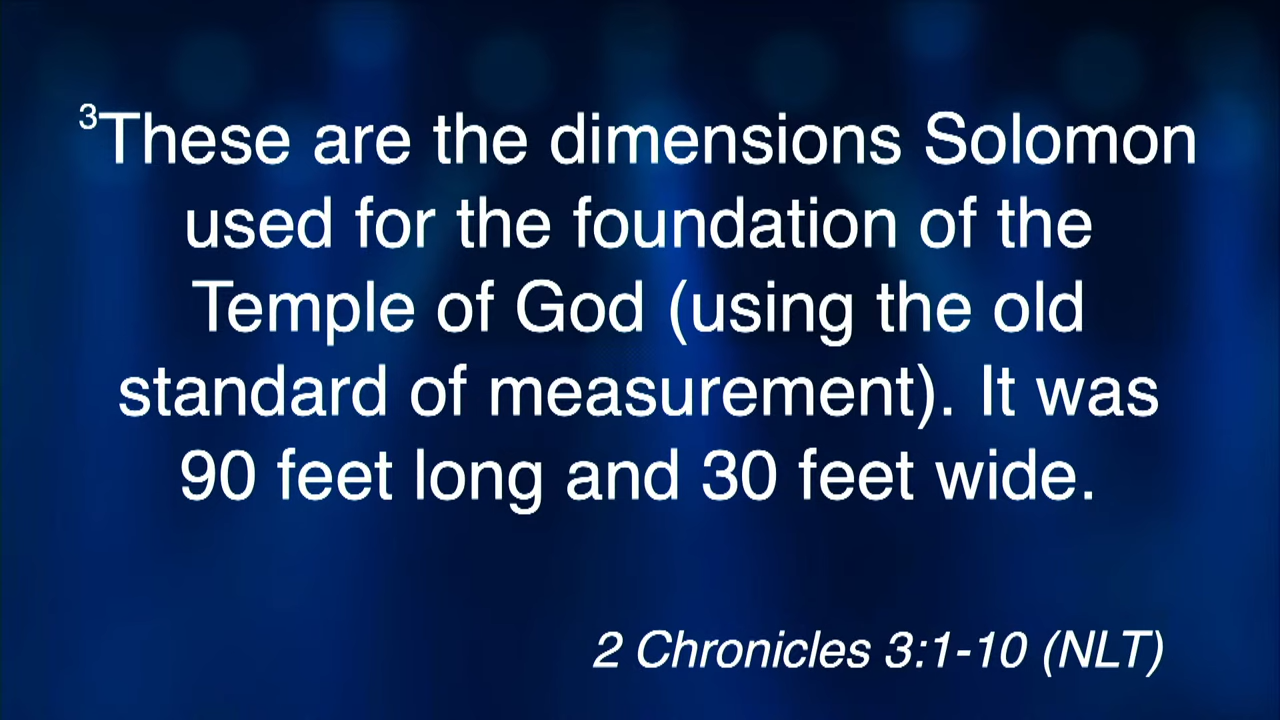 ³These are the dimensions Solomon
used for the foundation of the
Temple of God (using the old
standard of measurement). It was
90 feet long and 30 feet wide.
2 Chronicles 3:1-10 (NLT)